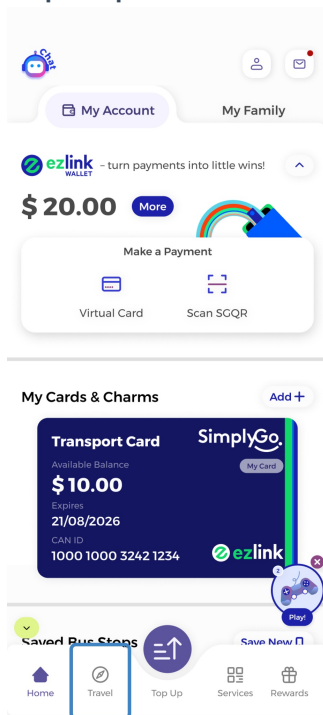 Chat
My Account
My Family
ezlink
WALLET
– turn payments into little wins!
$ 20.00
More
Make a Payment
Virtual Card
Scan SGQR
My Cards & Charms
Add +
Transport Card
SimplyGo.
Available Balance
My Card
$ 10.00
Expires
21/08/2026
CAN ID
1000 1000 3242 1234
ezlink
2
Play!
Saved Bus Stops
Save New
Home
Travel
Top Up
Services
Rewards